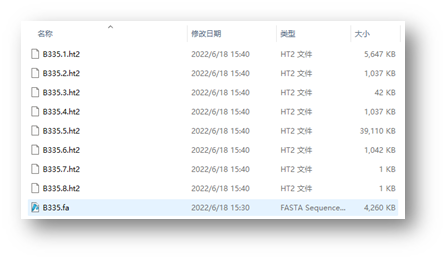 名称 修改日期 类型 大小
B335.1.ht2 2022/6/18 15:40 HT2 文件 5,647 KB
B335.2.ht2 2022/6/18 15:40 HT2 文件 1,037 KB
B335.3.ht2 2022/6/18 15:40 HT2 文件 42 KB
B335.4.ht2 2022/6/18 15:40 HT2 文件 1,037 KB
B335.5.ht2 2022/6/18 15:40 HT2 文件 39,110 KB
B335.6.ht2 2022/6/18 15:40 HT2 文件 1,042 KB
B335.7.ht2 2022/6/18 15:40 HT2 文件 1 KB
B335.8.ht2 2022/6/18 15:40 HT2 文件 1 KB
B335.fa 2022/6/18 15:30 FASTA Sequence... 4,260 KB